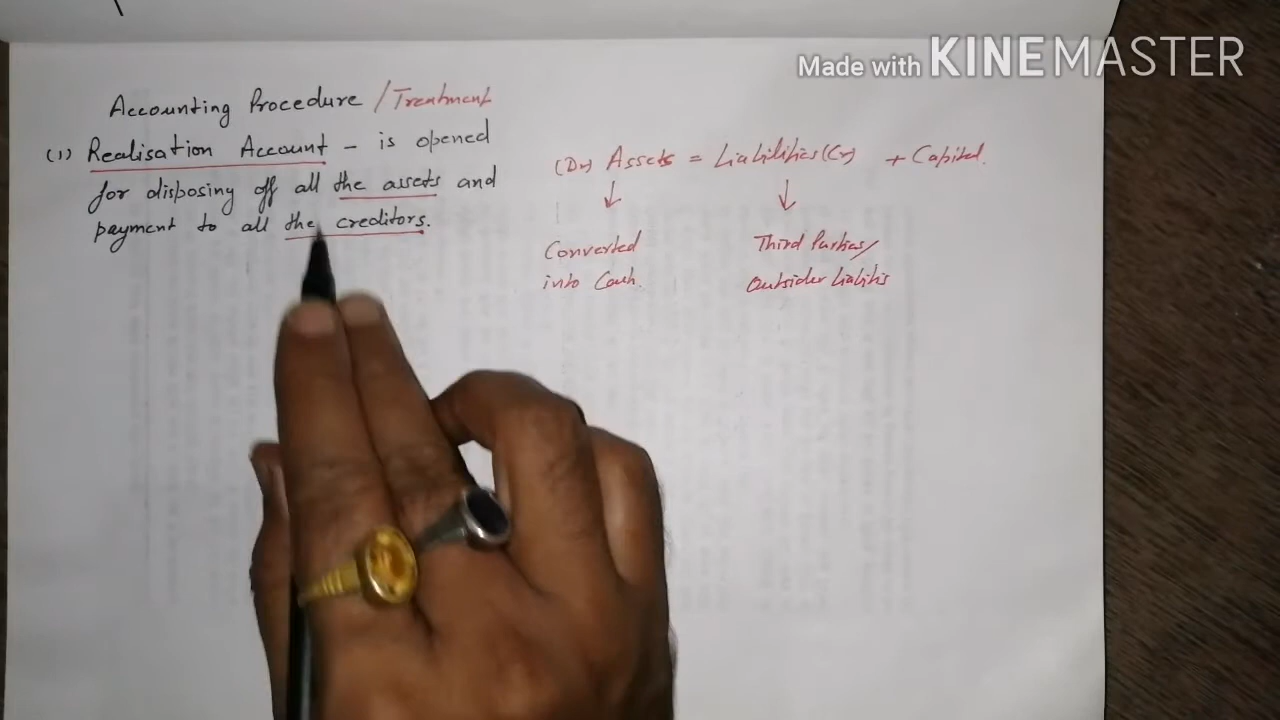 Made with KINEMASTER
Accounting Procedure / Treatment
(1) Realisation Account - is opened
for disposing off all the assets and
payment to all the creditors.
(Dr) Assets = Liabilities (Cr) + Capital.
↓ ↓
Converted
into Cash.
Third Parties/
Outsider Liablitis